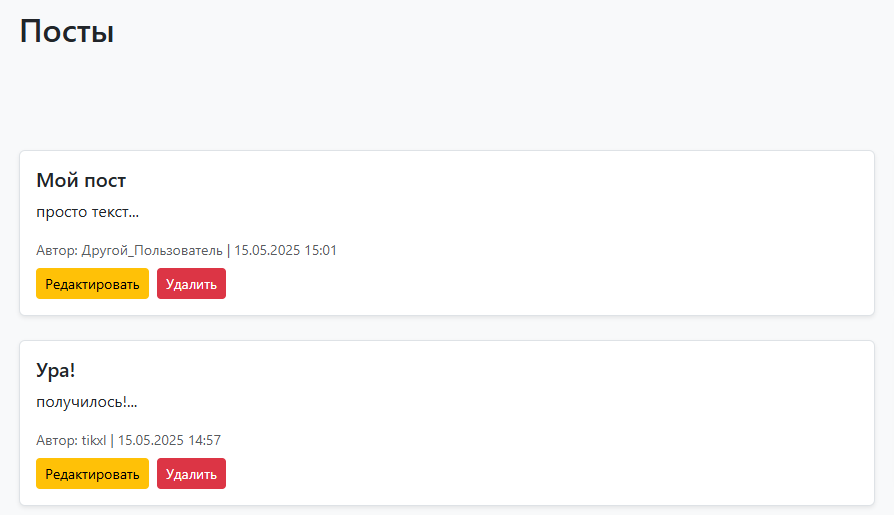 Посты
Мой пост
просто текст...
Автор: Другой_Пользователь | 15.05.2025 15:01
Редактировать Удалить
Ура!
получилось!...
Автор: tikxl | 15.05.2025 14:57
Редактировать Удалить